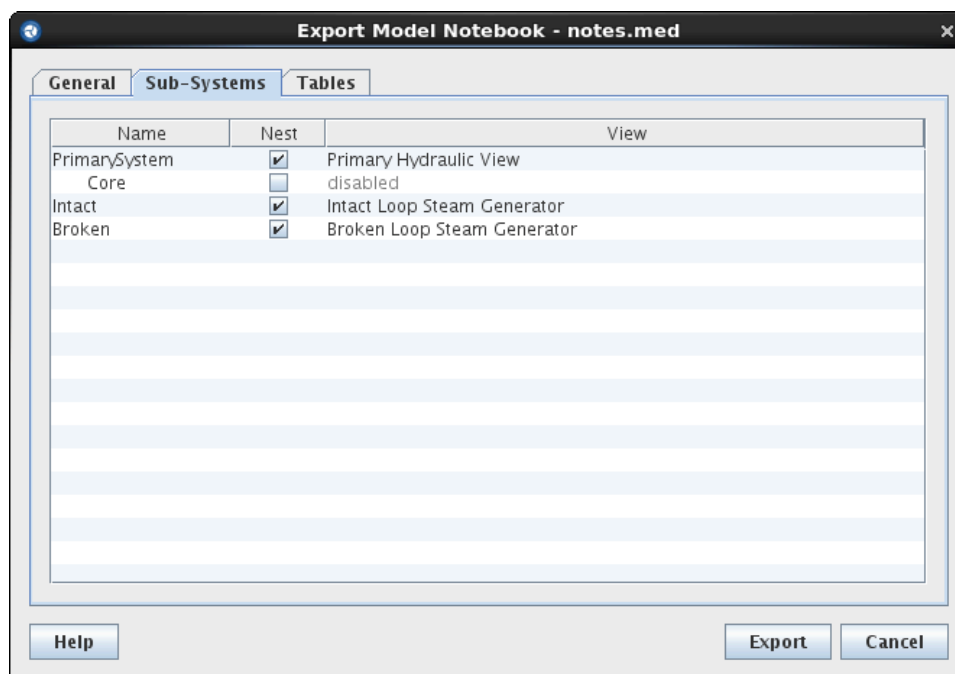 Export Model Notebook - notes.med
General Sub-Systems Tables
Name Nest View
PrimarySystem Primary Hydraulic View
Core disabled
Intact Intact Loop Steam Generator
Broken Broken Loop Steam Generator
Help Export Cancel